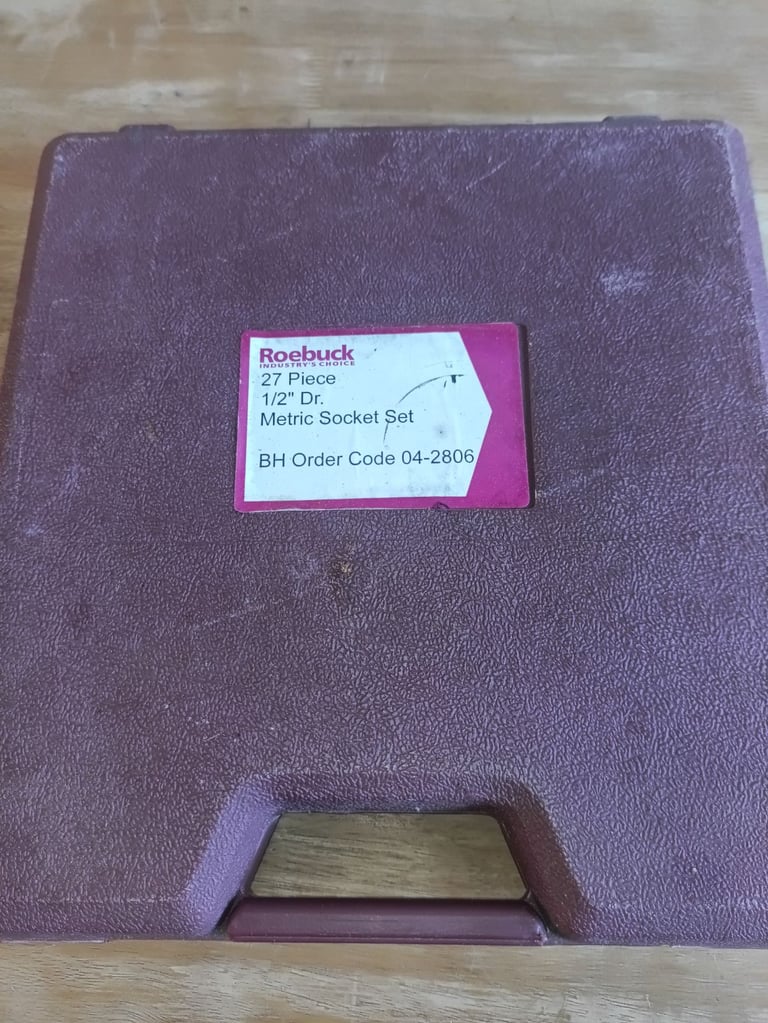 Roebuck
INDUSTRY'S CHOICE
27 Piece
1/2" Dr.
Metric Socket Set
BH Order Code 04-2806